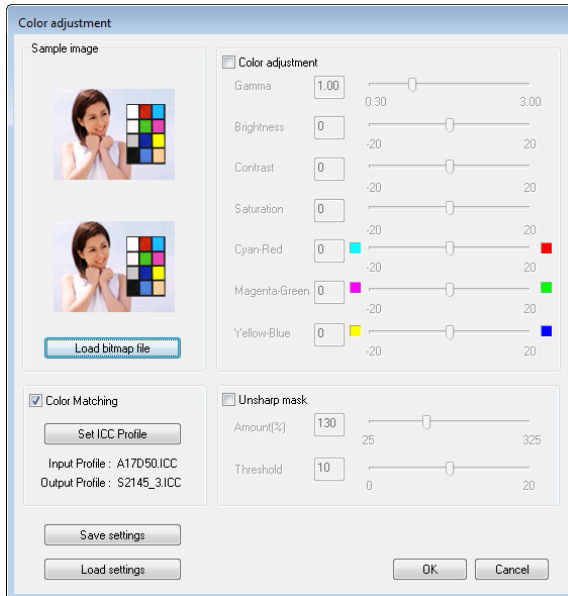 Color adjustment
Sample image
Load bitmap file
Color adjustment
Gamma 1.00
0.30 3.00
Brightness 0
-20 20
Contrast 0
-20 20
Saturation 0
-20 20
Cyan-Red 0
-20 20
Magenta-Green 0
-20 20
Yellow-Blue 0
-20 20
Color Matching
Set ICC Profile
Input Profile : A17D50.ICC
Output Profile : S2145_3.ICC
Unsharp mask
Amount(%) 130
25 325
Threshold 10
0 20
Save settings
Load settings
OK Cancel